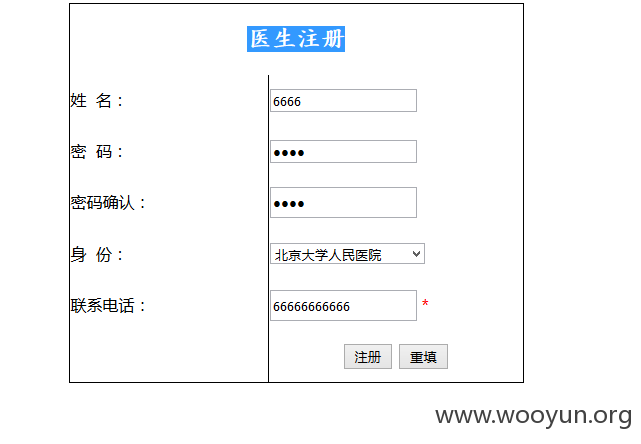 医生注册
姓 名： 6666
密 码： ●●●●
密码确认： ●●●●
身 份： 北京大学人民医院
联系电话： 66666666666 *
注册 重填
www.wooyun.org